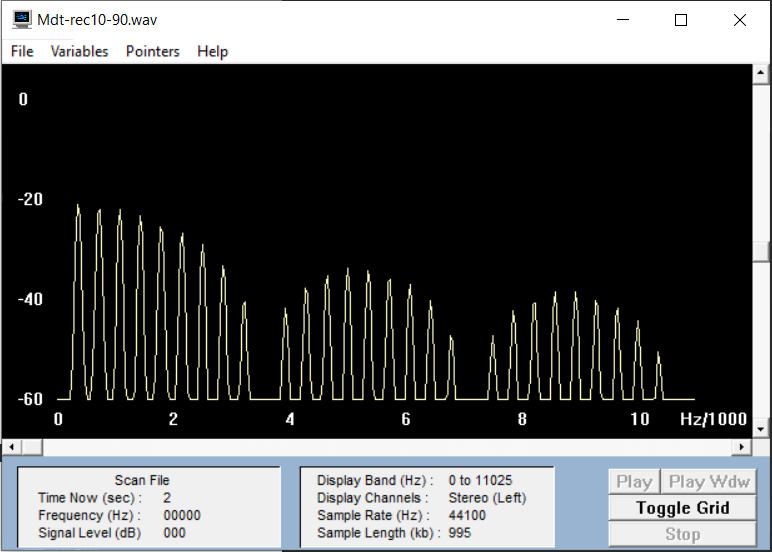 Mdt-rec10-90.wav
File Variables Pointers Help
0
-20
-40
-60
0 2 4 6 8 10 Hz/1000
Scan File
Time Now (sec) : 2
Frequency (Hz) : 00000
Signal Level (dB) 000
Display Band (Hz) : 0 to 11025
Display Channels : Stereo (Left)
Sample Rate (Hz) : 44100
Sample Length (kb) : 995
Play Play Wdw
Toggle Grid
Stop